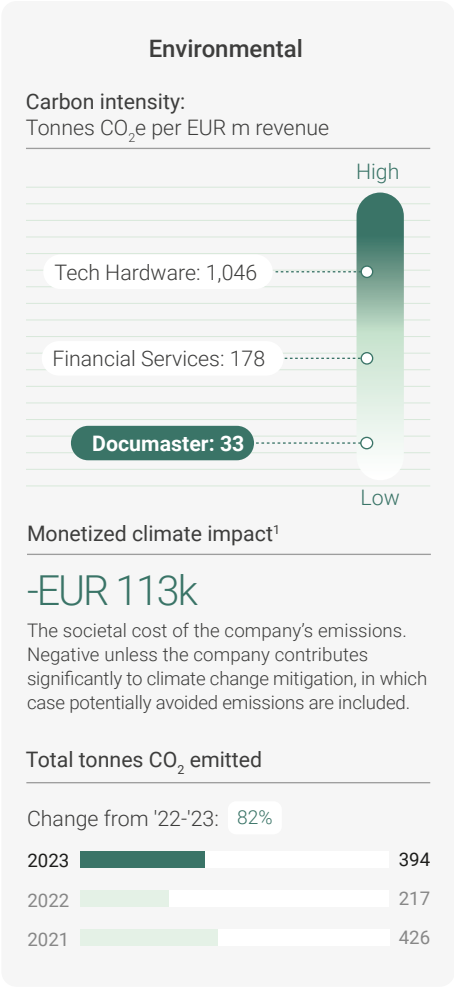 Environmental
Carbon intensity:
Tonnes CO₂e per EUR m revenue
High
Tech Hardware: 1,046
Financial Services: 178
Documaster: 33
Low
Monetized climate impact¹
-EUR 113k
The societal cost of the company’s emissions.
Negative unless the company contributes
significantly to climate change mitigation, in which
case potentially avoided emissions are included.
Total tonnes CO₂ emitted
Change from '22-'23: 82%
2023 394
2022 217
2021 426